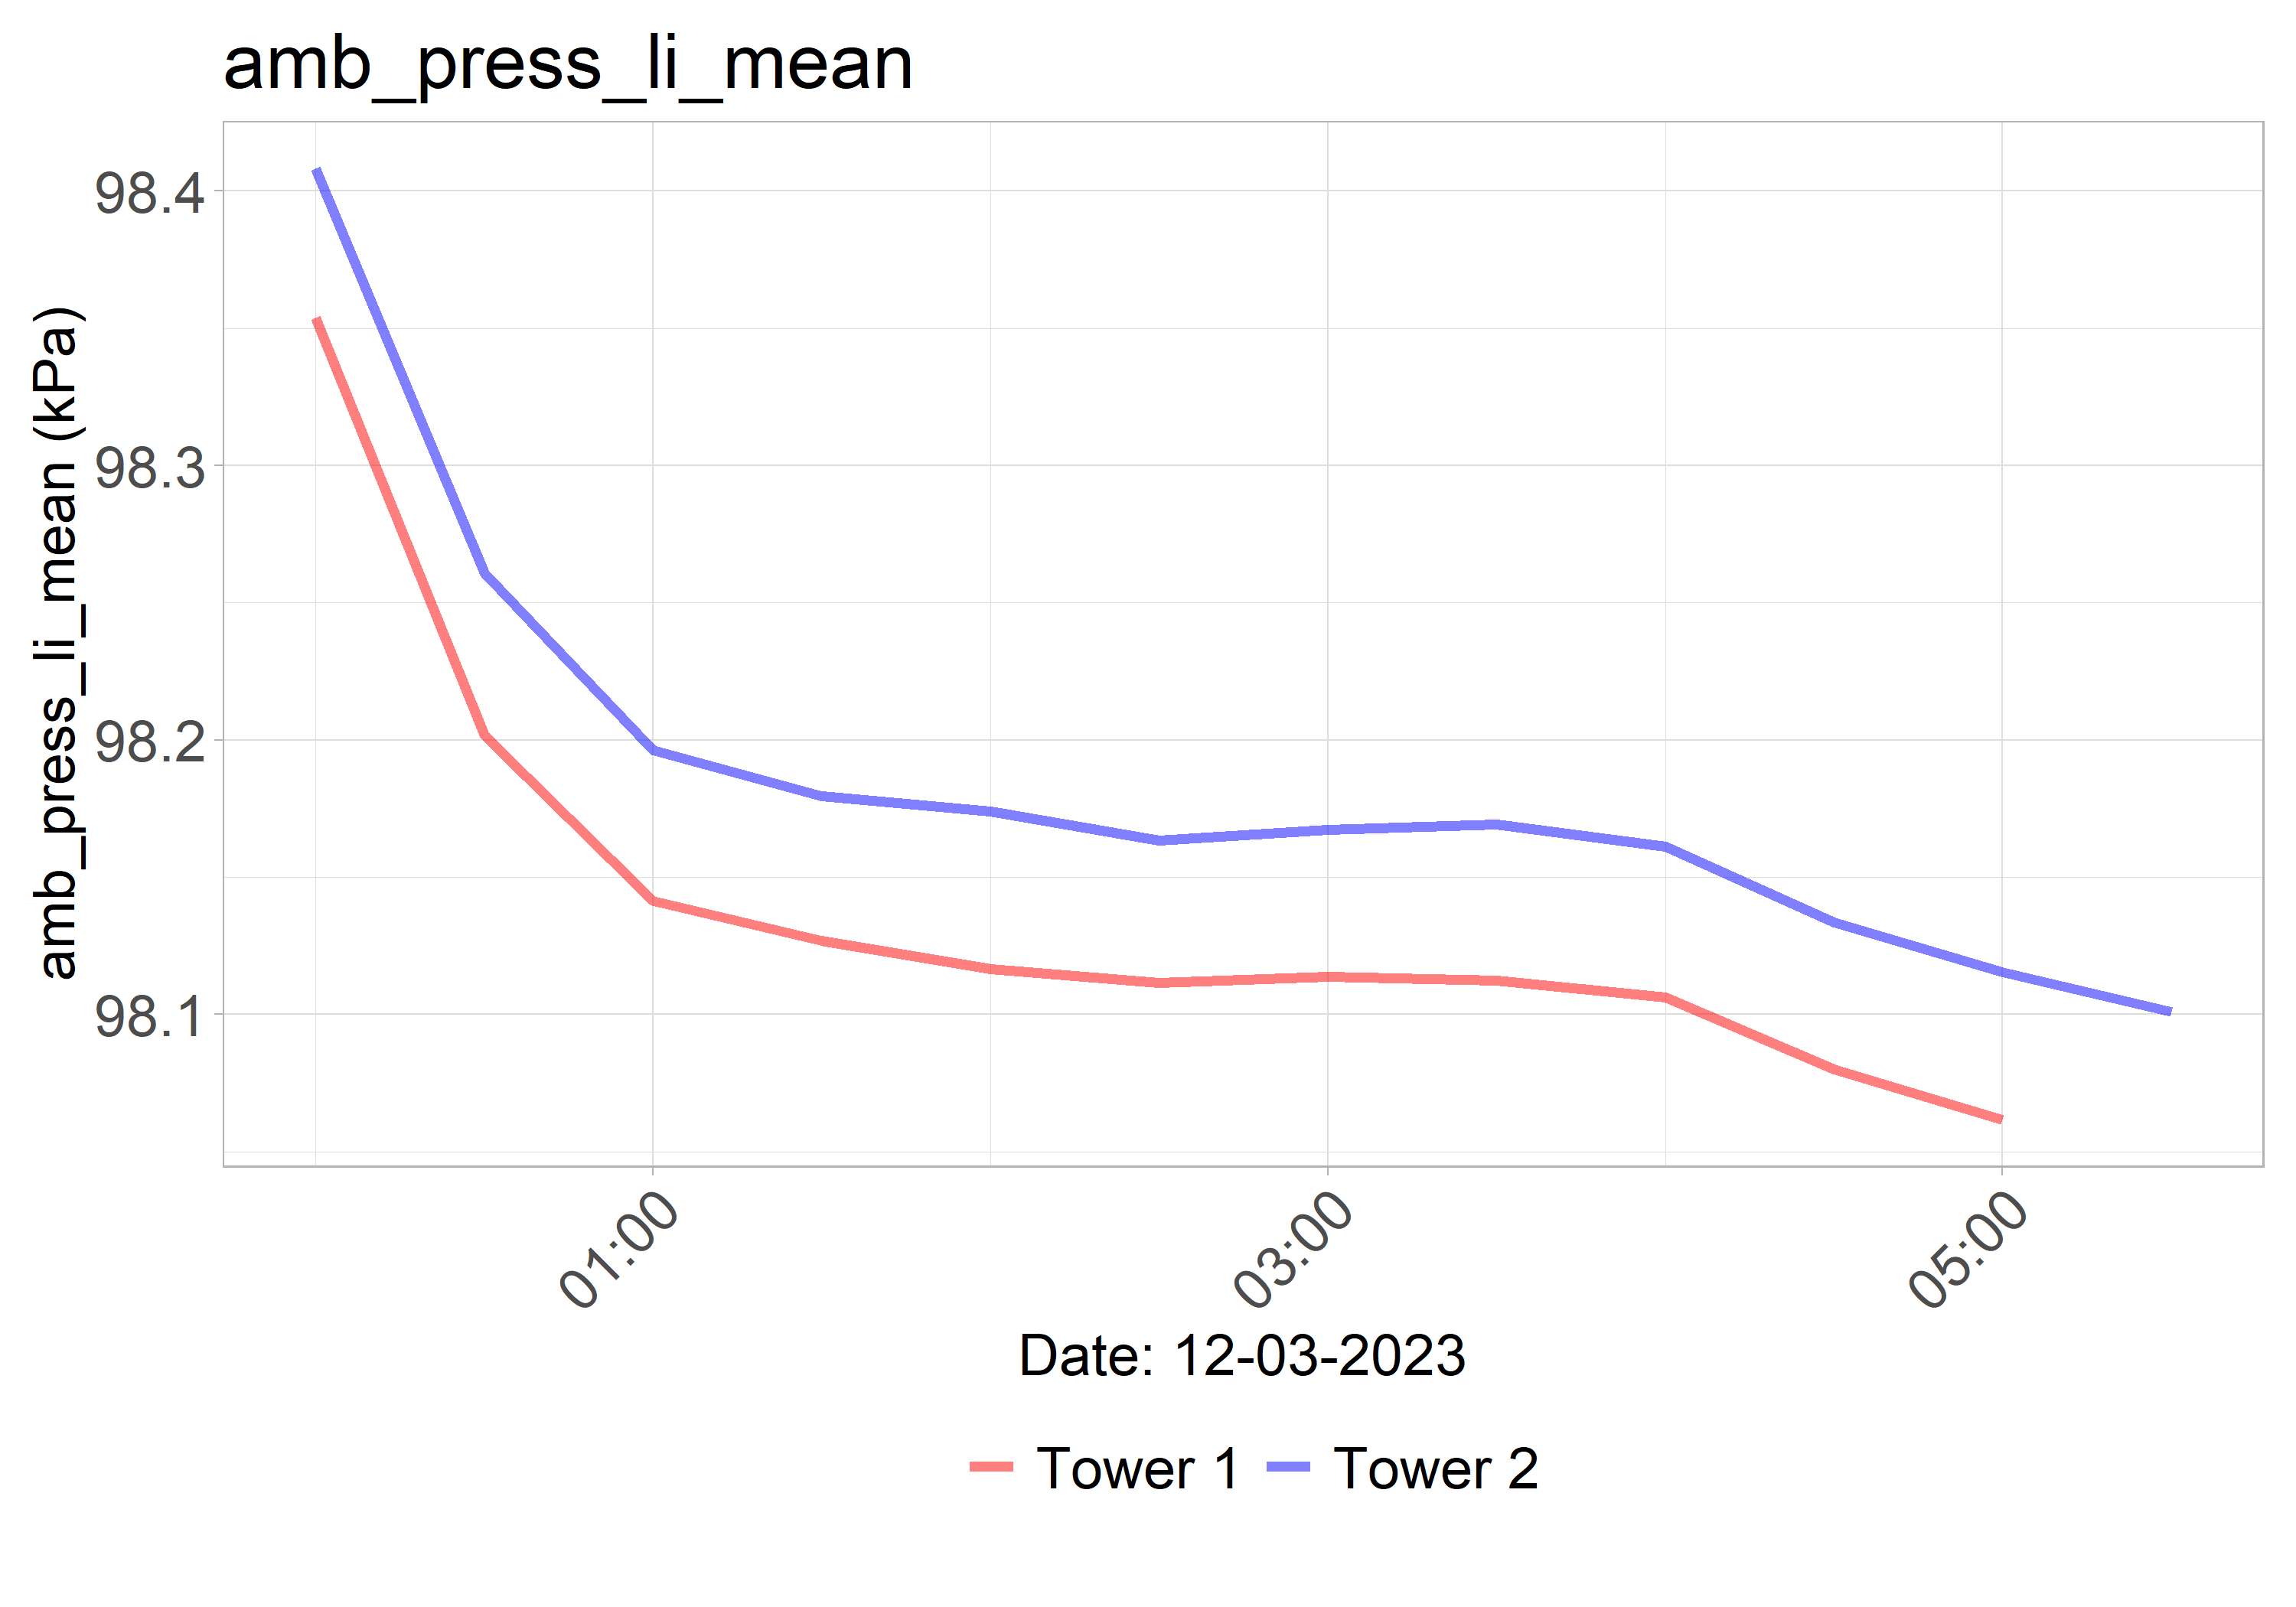 amb_press_li_mean
amb_press_li_mean (kPa)
98.4
98.3
98.2
98.1
01:00
03:00
05:00
Date: 12-03-2023
Tower 1
Tower 2